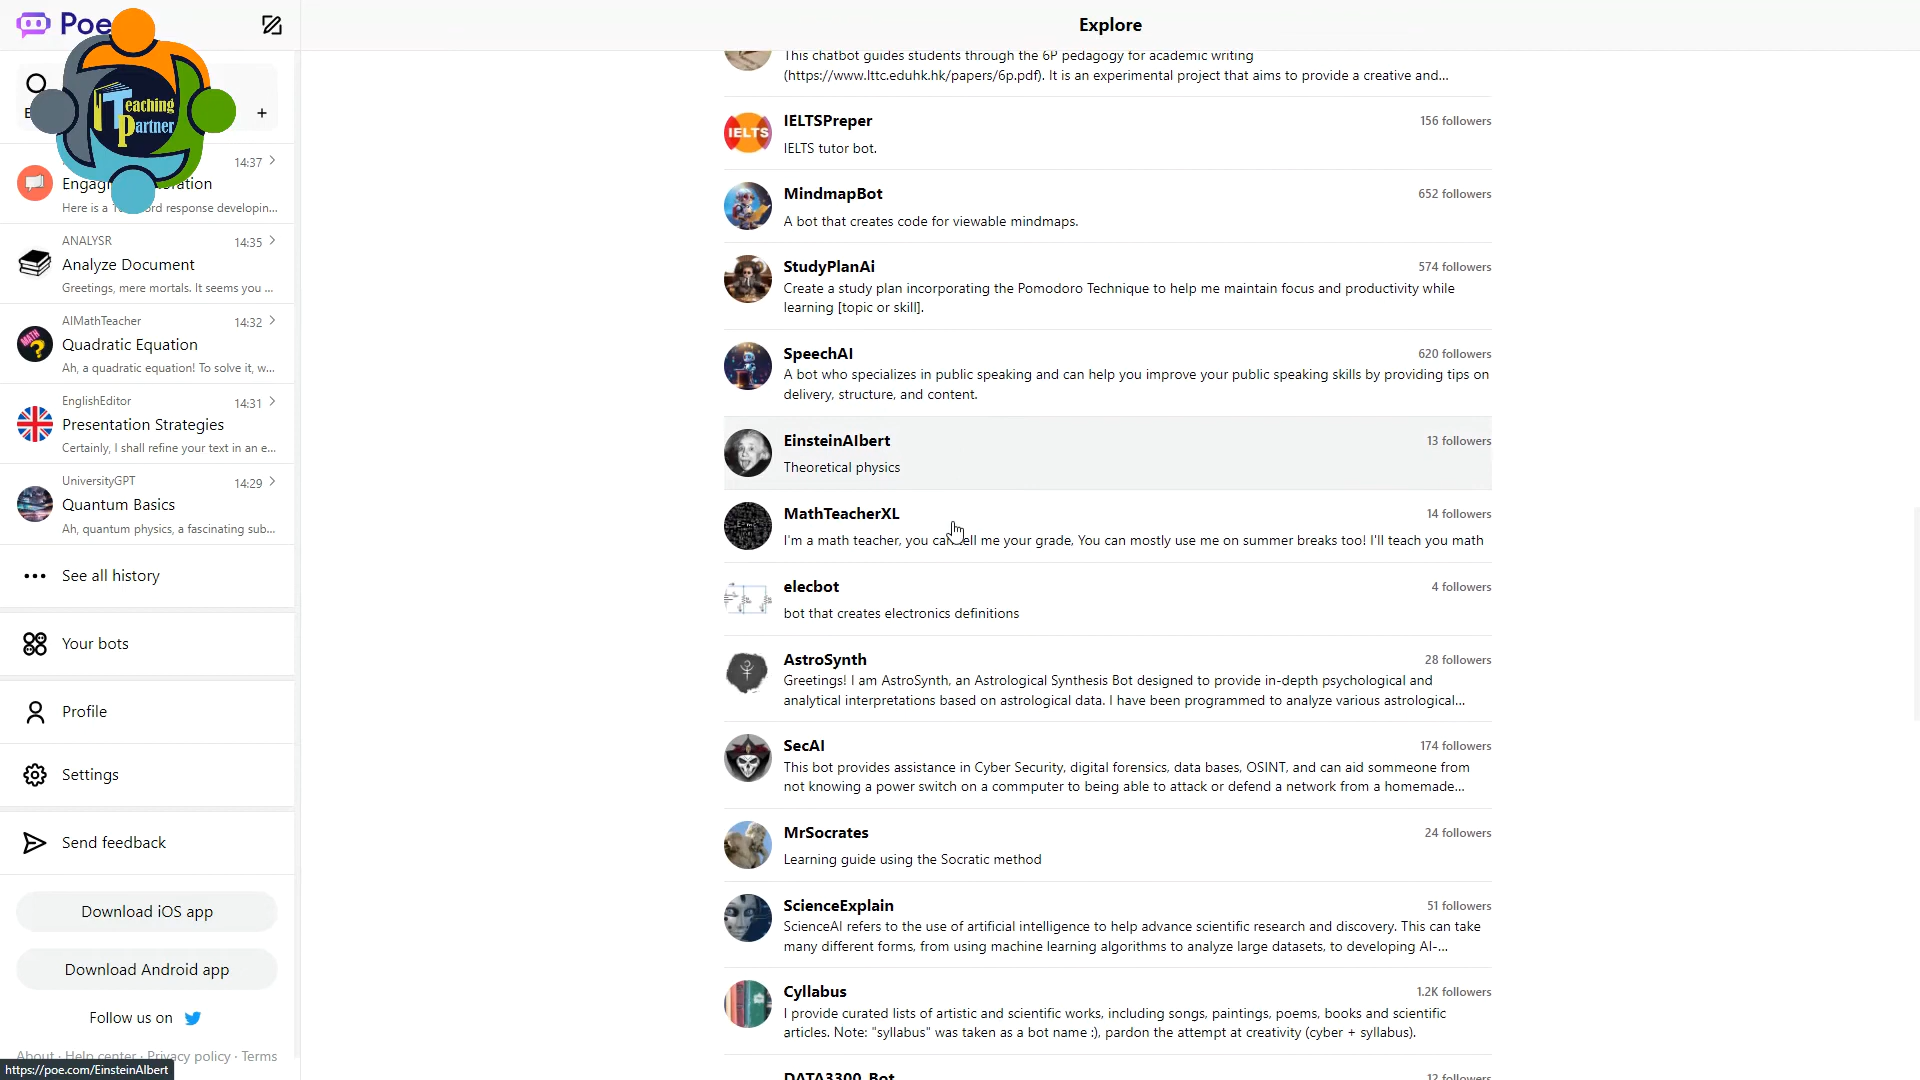 Poe
Explore
Teaching
Partner
14:37
Here is a
response developin...
ANALYSR
14:35
Analyze Document
Greetings, mere mortals. It seems you ...
AIMathTeacher
14:32
Quadratic Equation
Ah, a quadratic equation! To solve it, w...
EnglishEditor
14:31
Presentation Strategies
Certainly, I shall refine your text in an e...
UniversityGPT
14:29
Quantum Basics
Ah, quantum physics, a fascinating sub...
See all history
Your bots
Profile
Settings
Send feedback
Download iOS app
Download Android app
Follow us on
About · Help center · Privacy policy · Terms
https://poe.com/EinsteinAlbert
This chatbot guides students through the 6P pedagogy for academic writing
(https://www.lttc.eduhk.hk/papers/6p.pdf). It is an experimental project that aims to provide a creative and...
IELTS
IELTSPreper
156 followers
IELTS tutor bot.
MindmapBot
652 followers
A bot that creates code for viewable mindmaps.
StudyPlanAi
574 followers
Create a study plan incorporating the Pomodoro Technique to help me maintain focus and productivity while
learning [topic or skill].
SpeechAI
620 followers
A bot who specializes in public speaking and can help you improve your public speaking skills by providing tips on
delivery, structure, and content.
EinsteinAlbert
13 followers
Theoretical physics
MathTeacherXL
14 followers
I'm a math teacher, you can tell me your grade, You can mostly use me on summer breaks too! I'll teach you math
elecbot
4 followers
bot that creates electronics definitions
AstroSynth
28 followers
Greetings! I am AstroSynth, an Astrological Synthesis Bot designed to provide in-depth psychological and
analytical interpretations based on astrological data. I have been programmed to analyze various astrological...
SecAI
174 followers
This bot provides assistance in Cyber Security, digital forensics, data bases, OSINT, and can aid sommeone from
not knowing a power switch on a commputer to being able to attack or defend a network from a homemade...
MrSocrates
24 followers
Learning guide using the Socratic method
ScienceExplain
51 followers
ScienceAI refers to the use of artificial intelligence to help advance scientific research and discovery. This can take
many different forms, from using machine learning algorithms to analyze large datasets, to developing AI-...
Cyllabus
1.2K followers
I provide curated lists of artistic and scientific works, including songs, paintings, poems, books and scientific
articles. Note: "syllabus" was taken as a bot name :), pardon the attempt at creativity (cyber + syllabus).
DATA3300_Bot
12 followers